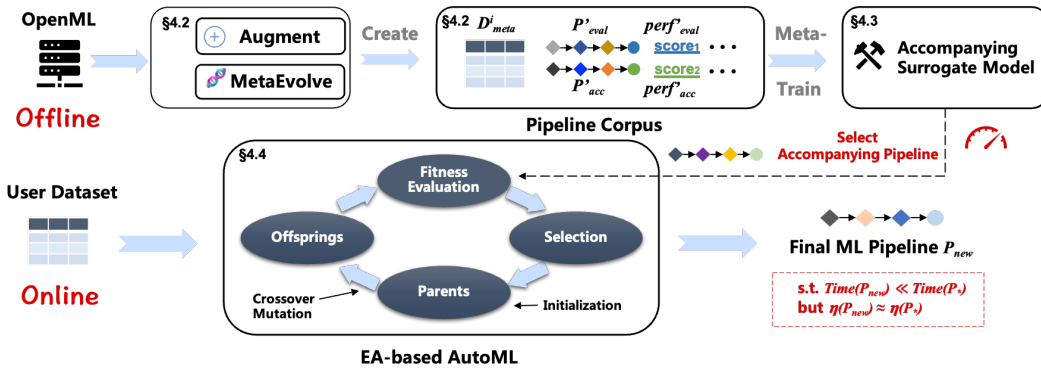 OpenML
Offline
§4.2
Augment
MetaEvolve
Create
§4.2
D^i_meta
P'_eval
perf'_eval
score1
score2
P'_acc
perf'_acc
Pipeline Corpus
Meta-
Train
§4.3
Accompanying
Surrogate Model
Select
Accompanying Pipeline
User Dataset
Online
§4.4
Fitness
Evaluation
Offsprings
Selection
Parents
Crossover
Mutation
Initialization
EA-based AutoML
Final ML Pipeline P_new
s.t. Time(P_new) ≪ Time(P_*)
but η(P_new) ≈ η(P_*)